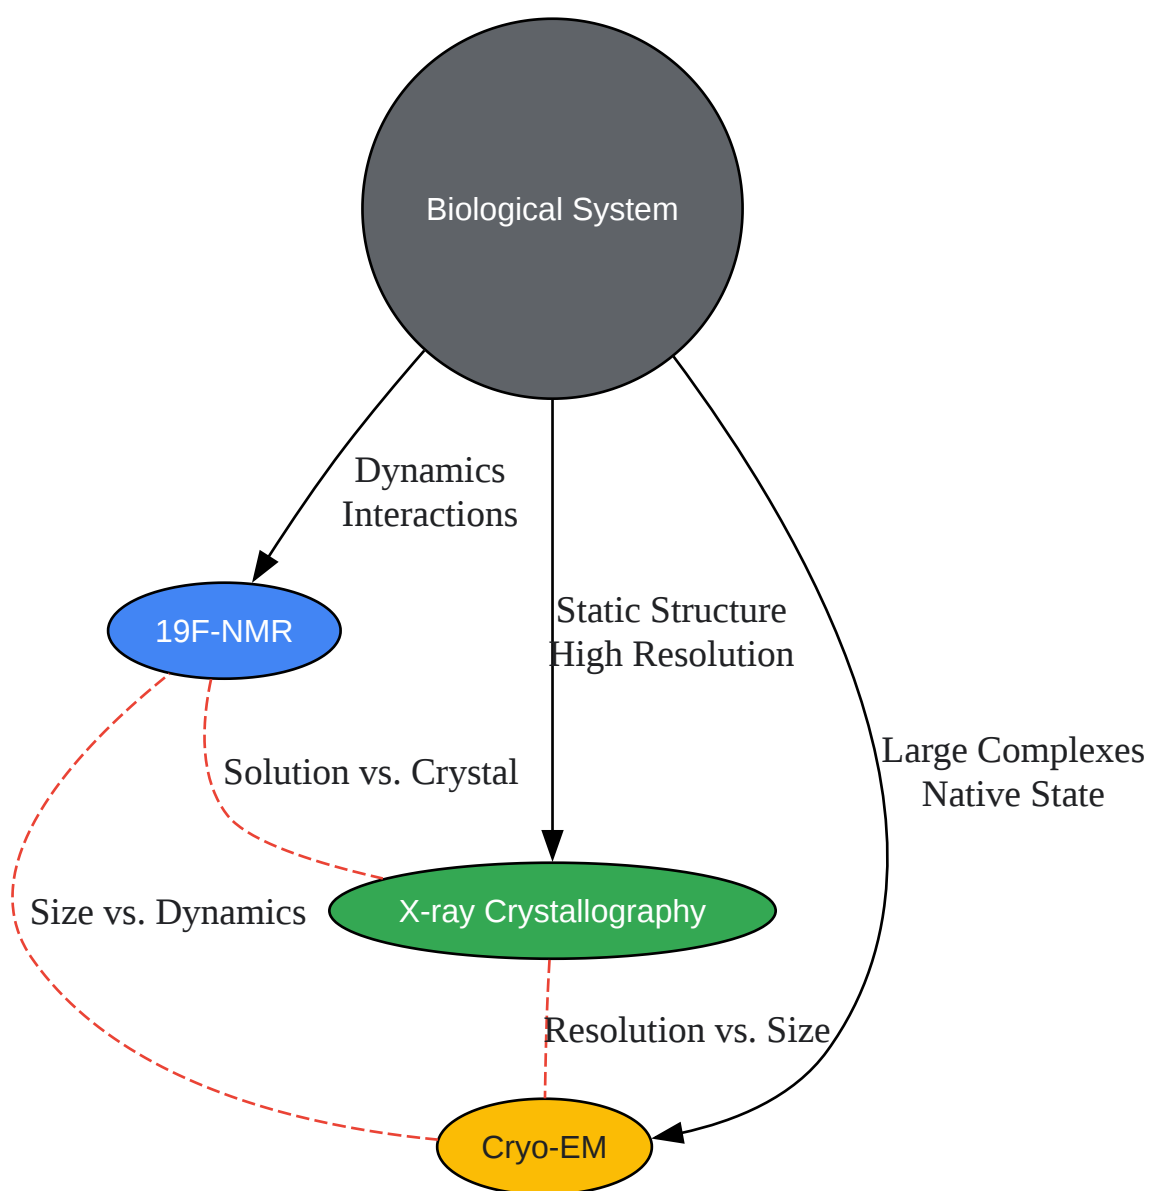 Biological System
Dynamics
Interactions
Static Structure
High Resolution
19F-NMR
Large Complexes
Native State
Solution vs. Crystal
Size vs. Dynamics
X-ray Crystallography
Resolution vs. Size
Cryo-EM